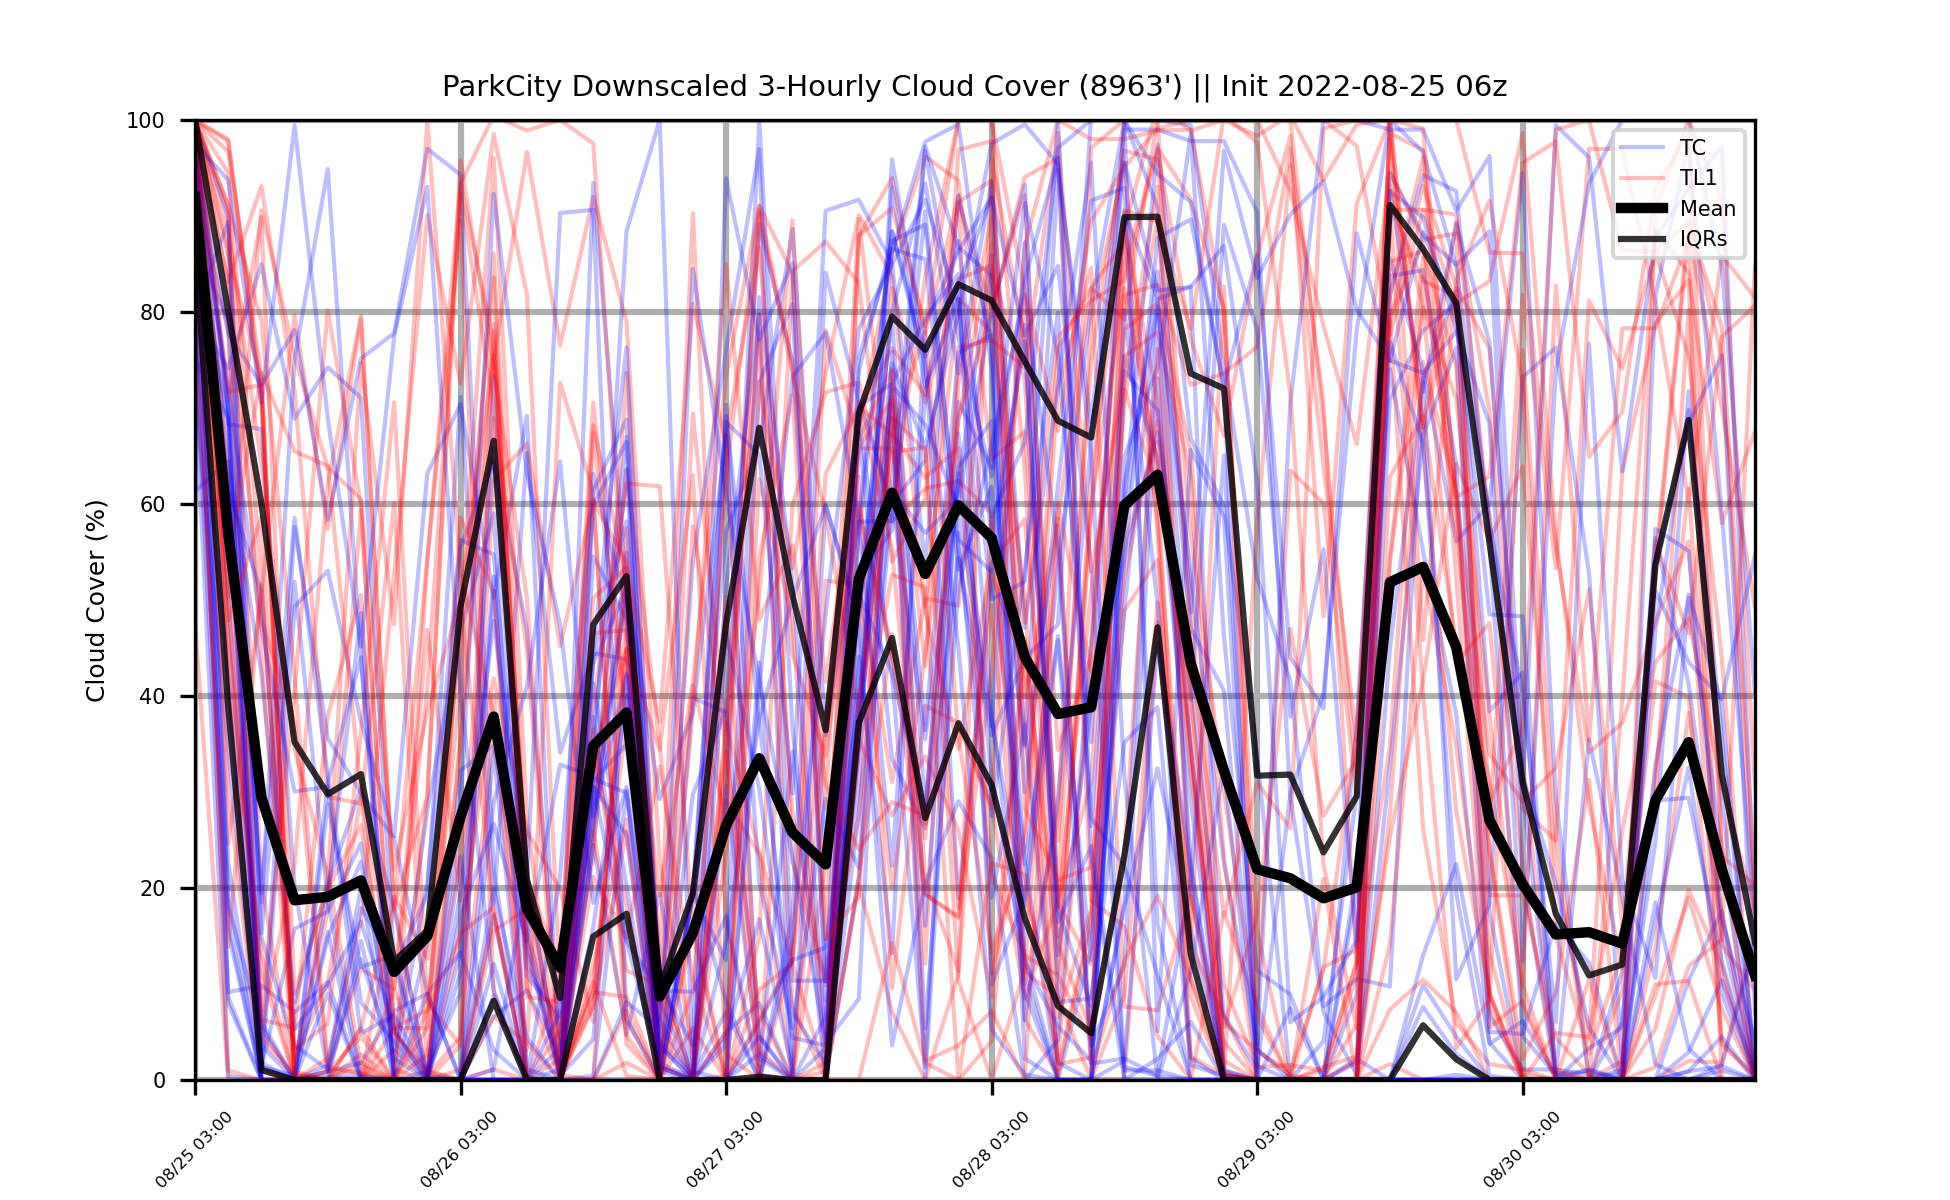 ParkCity Downscaled 3-Hourly Cloud Cover (8963') || Init 2022-08-25 06z
Cloud Cover (%)
100
80
60
40
20
0
TC
TL1
Mean
IQRs
08/25 03:00
08/26 03:00
08/27 03:00
08/28 03:00
08/29 03:00
08/30 03:00